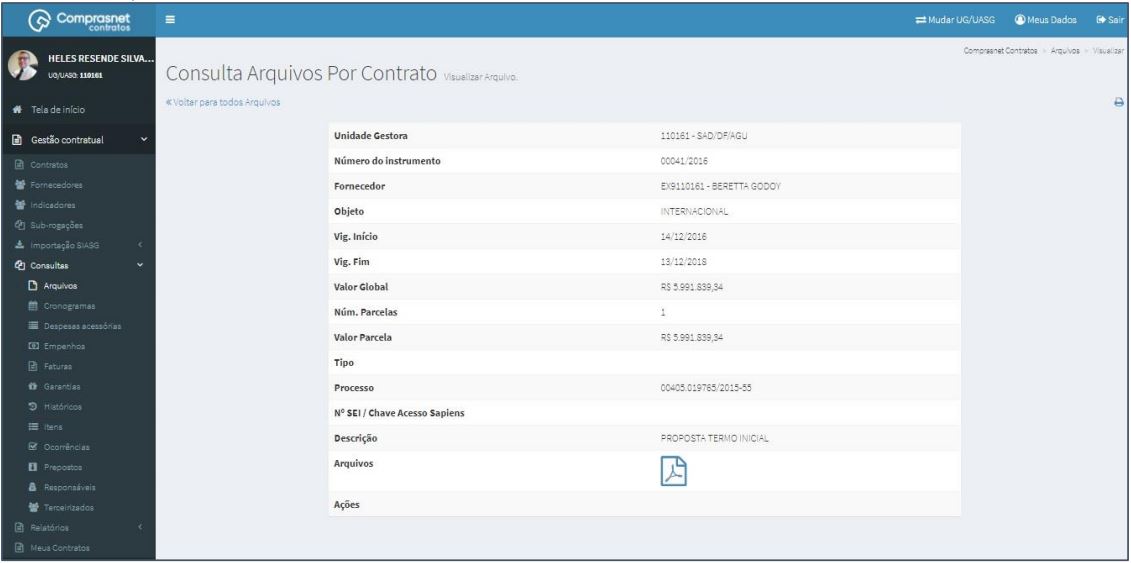 Comprasnet
contratos
Mudar UG/UASG Meus Dados Sair
HELES RESENDE SILVA...
UG/UASG: 110161
Comprasnet Contratos > Arquivos > Visualizar
Consulta Arquivos Por Contrato Visualizar Arquivo.
« Voltar para todos Arquivos
Tela de início
Gestão contratual
Contratos
Fornecedores
Indicadores
Sub-rogações
Importação SIASG
Consultas
Arquivos
Cronogramas
Despesas acessórias
Empenhos
Faturas
Garantias
Históricos
Itens
Ocorrências
Prepostos
Responsáveis
Terceirizados
Relatórios
Meus Contratos
Unidade Gestora 110161 - SAD/DF/AGU
Número do instrumento 00041/2016
Fornecedor EX9110161 - BERETTA GODOY
Objeto INTERNACIONAL
Vig. Início 14/12/2016
Vig. Fim 13/12/2018
Valor Global R$ 5.991.839,34
Núm. Parcelas 1
Valor Parcela R$ 5.991.839,34
Tipo
Processo 00405.019765/2015-55
Nº SEI / Chave Acesso Sapiens
Descrição PROPOSTA TERMO INICIAL
Arquivos
Ações